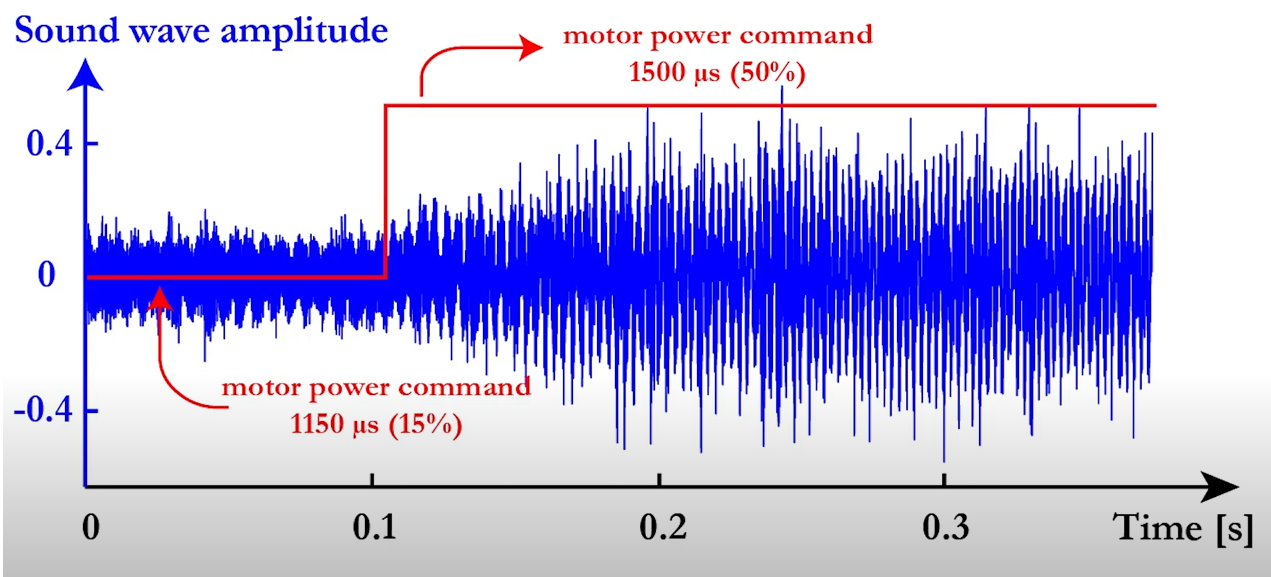 Sound wave amplitude
motor power command
1500 µs (50%)
0.4
0
motor power command
1150 µs (15%)
-0.4
0
0.1
0.2
0.3
Time [s]